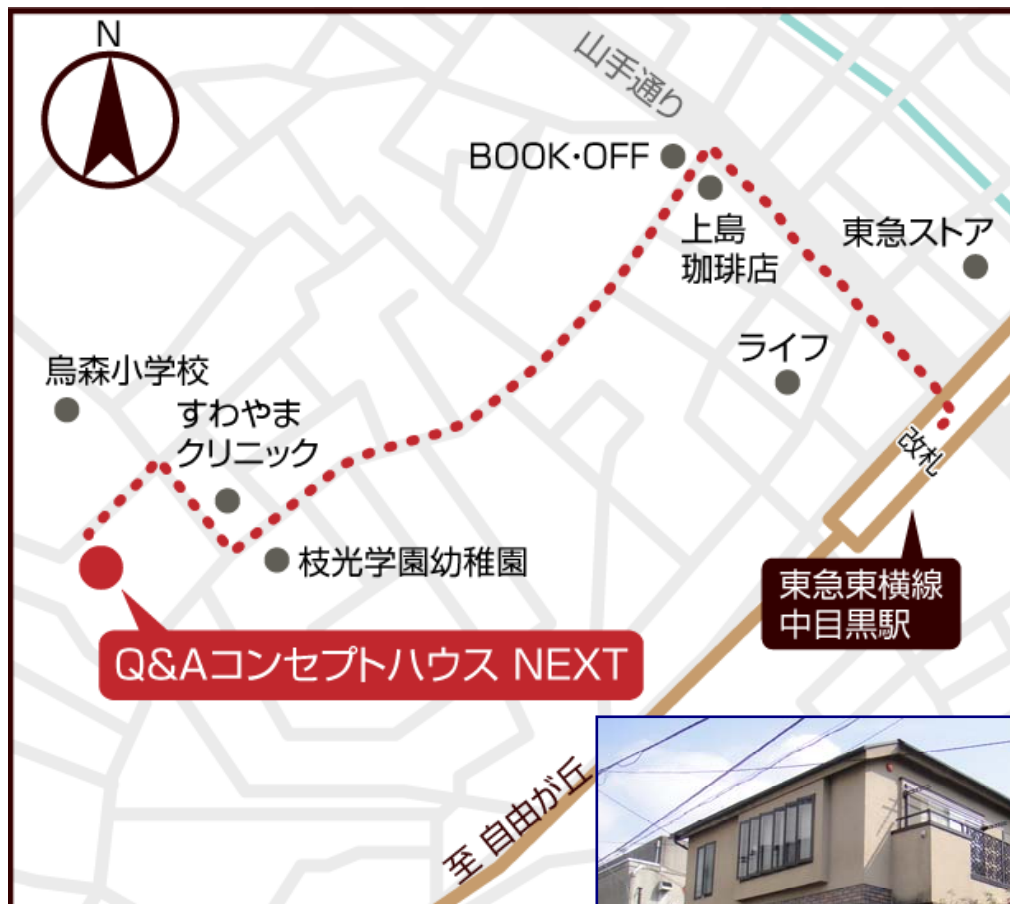 N
山手通り
BOOK・OFF
上島
珈琲店
東急ストア
ライフ
烏森小学校
すわやま
クリニック
改札
枝光学園幼稚園
東急東横線
中目黒駅
Q&Aコンセプトハウス NEXT
至 自由が丘